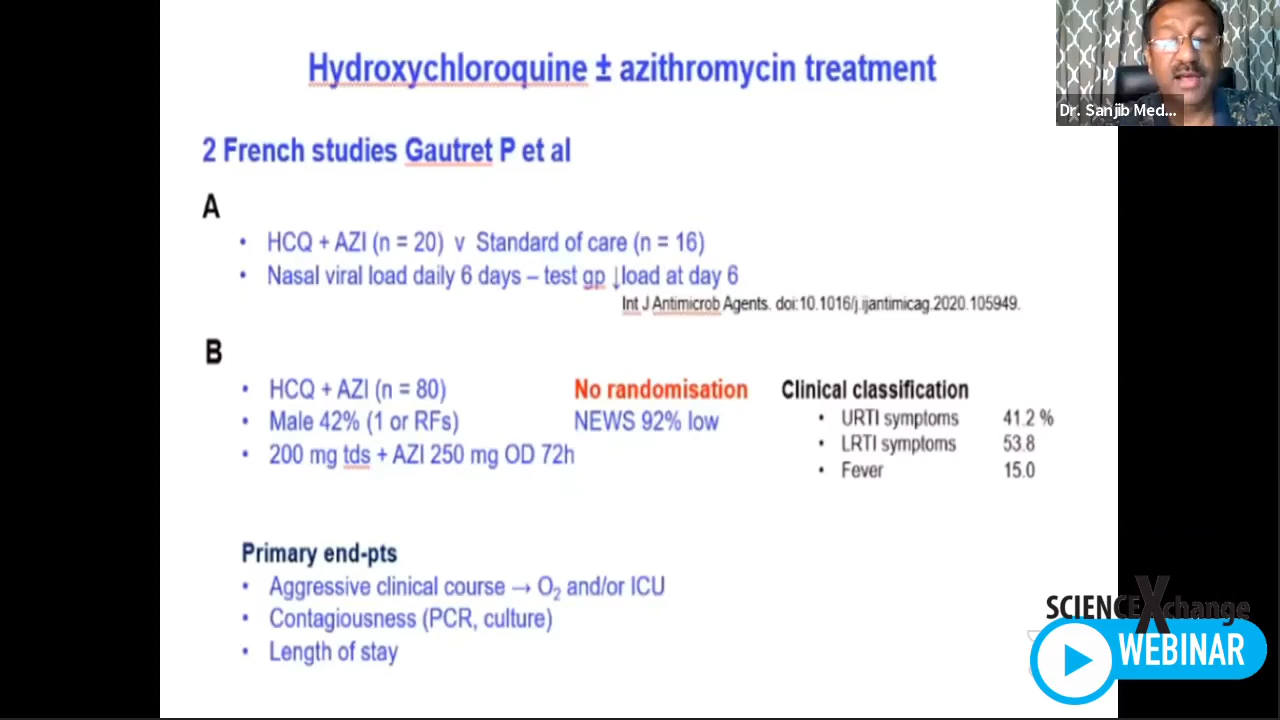 Hydroxychloroquine ± azithromycin treatment
Dr. Sanjib Med...
2 French studies Gautret P et al
A
• HCQ + AZI (n = 20) v Standard of care (n = 16)
• Nasal viral load daily 6 days – test gp ↓load at day 6
Int J Antimicrob Agents. doi:10.1016/j.ijantimicag.2020.105949.
B
• HCQ + AZI (n = 80)
• Male 42% (1 or RFs)
• 200 mg tds + AZI 250 mg OD 72h
No randomisation
NEWS 92% low
Clinical classification
• URTI symptoms 41.2 %
• LRTI symptoms 53.8
• Fever 15.0
Primary end-pts
• Aggressive clinical course → O₂ and/or ICU
• Contagiousness (PCR, culture)
• Length of stay
SCIENCEXchange
WEBINAR